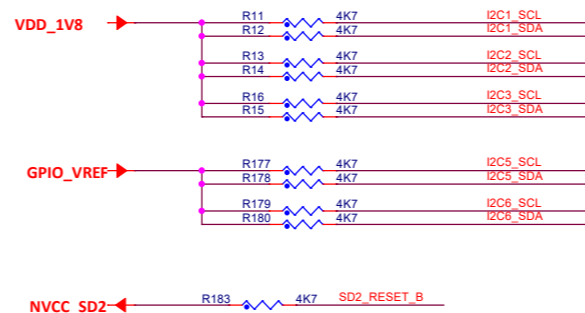 VDD_1V8
R11 4K7 I2C1_SCL
R12 4K7 I2C1_SDA
R13 4K7 I2C2_SCL
R14 4K7 I2C2_SDA
R16 4K7 I2C3_SCL
R15 4K7 I2C3_SDA
GPIO_VREF
R177 4K7 I2C5_SCL
R178 4K7 I2C5_SDA
R179 4K7 I2C6_SCL
R180 4K7 I2C6_SDA
NVCC_SD2 R183 4K7 SD2_RESET_B